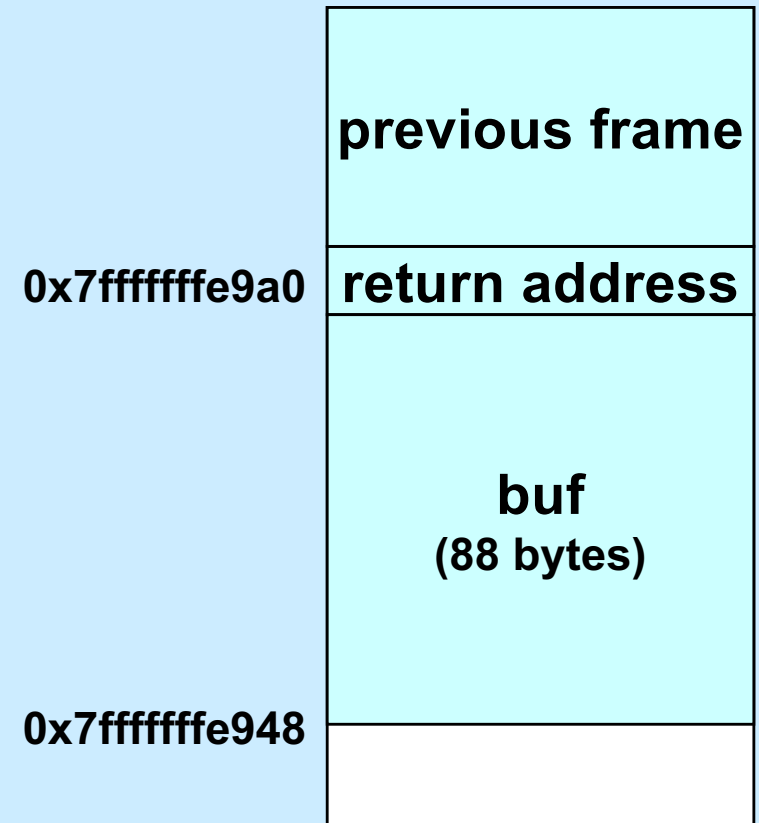 previous frame
0x7fffffffe9a0 return address
buf
(88 bytes)
0x7fffffffe948